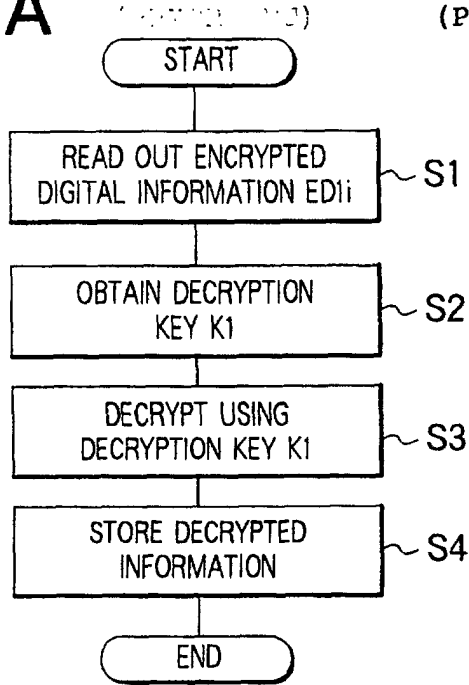 A
(P
START
READ OUT ENCRYPTED
DIGITAL INFORMATION ED1i
S1
OBTAIN DECRYPTION
KEY K1
S2
DECRYPT USING
DECRYPTION KEY K1
S3
STORE DECRYPTED
INFORMATION
S4
END